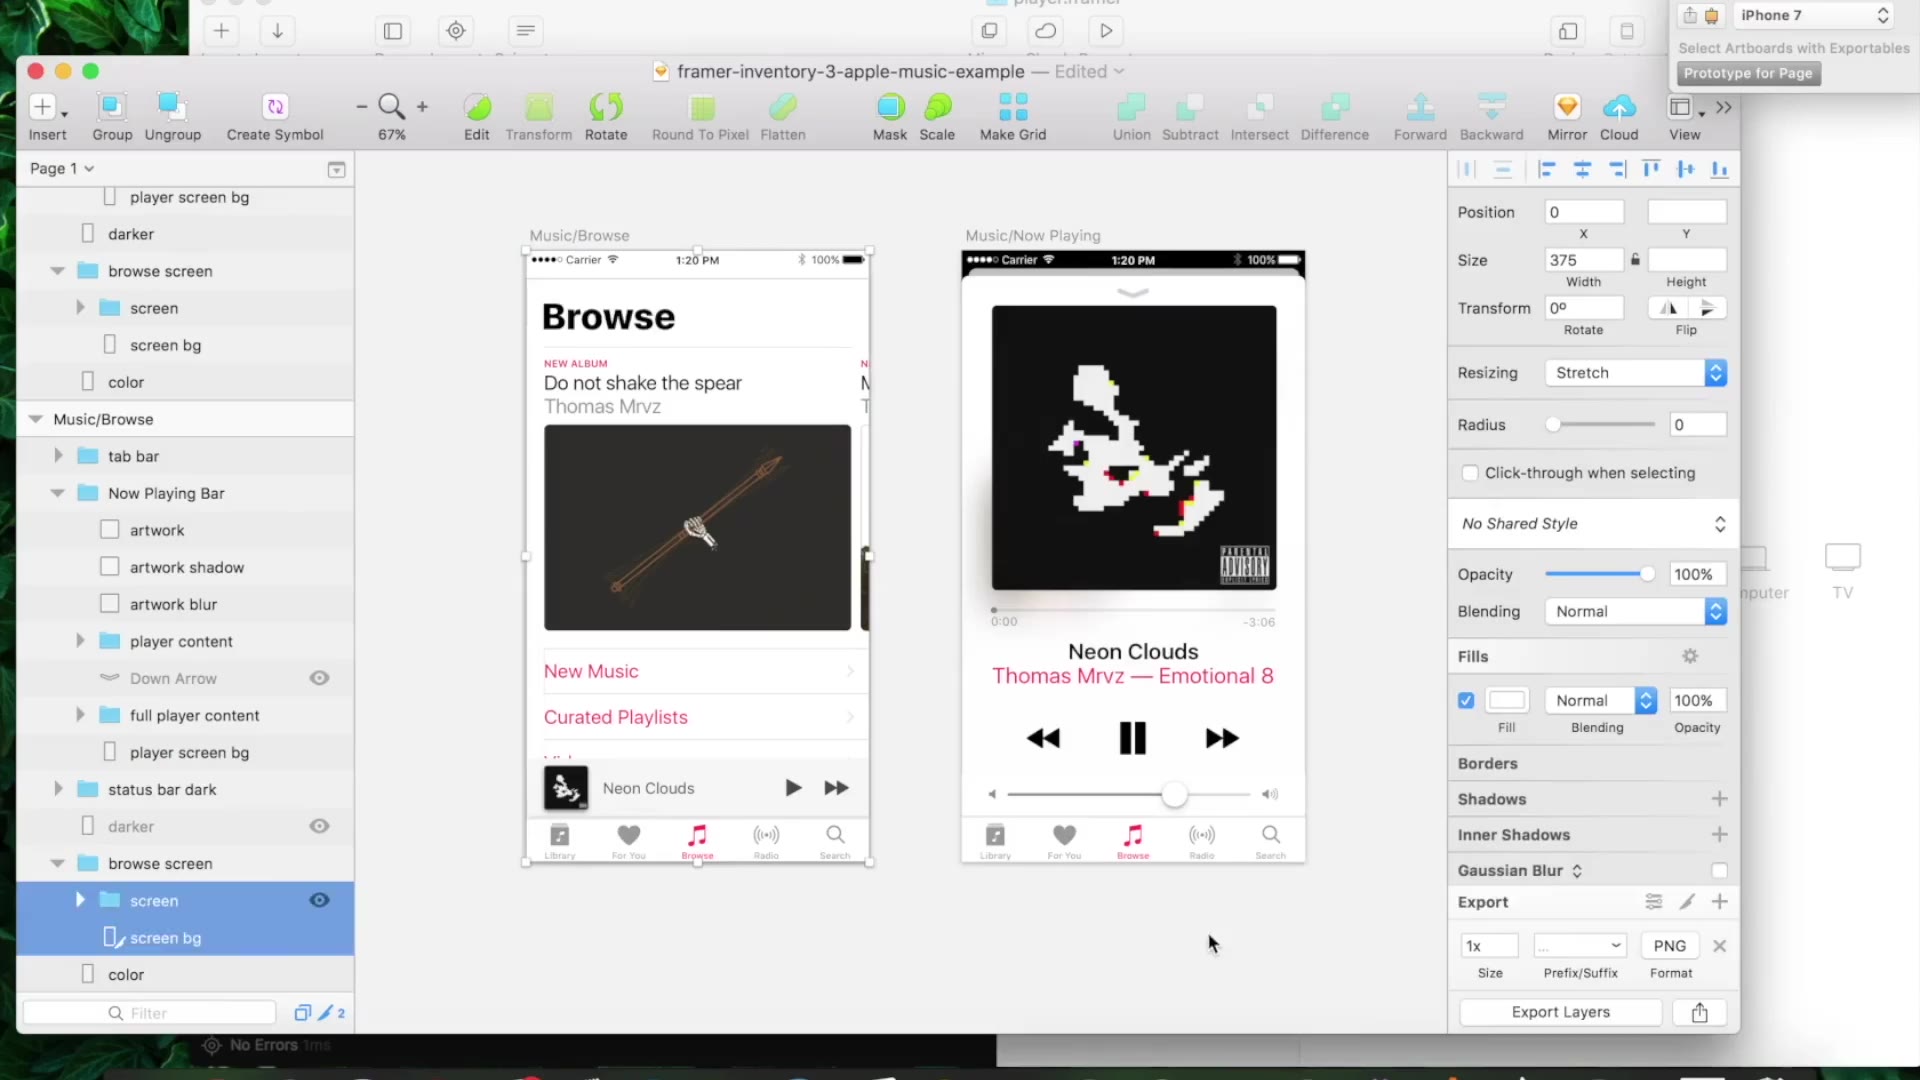 player.framer
iPhone 7
Select Artboards with Exportables
Prototype for Page
framer-inventory-3-apple-music-example — Edited
Insert
Group
Ungroup
Create Symbol
67%
Edit
Transform
Rotate
Round To Pixel
Flatten
Mask
Scale
Make Grid
Union
Subtract
Intersect
Difference
Forward
Backward
Mirror
Cloud
View
Page 1
player screen bg
darker
browse screen
screen
screen bg
color
Music/Browse
tab bar
Now Playing Bar
artwork
artwork shadow
artwork blur
player content
Down Arrow
full player content
player screen bg
status bar dark
darker
browse screen
screen
screen bg
color
Filter
2
No Errors 1ms
Music/Browse
Carrier
1:20 PM
100%
Browse
NEW ALBUM
Do not shake the spear
Thomas Mrvz
New Music
Curated Playlists
Neon Clouds
Library
For You
Browse
Radio
Search
Music/Now Playing
Carrier
1:20 PM
100%
PARENTAL
ADVISORY
EXPLICIT LYRICS
0:00
-3:06
Neon Clouds
Thomas Mrvz — Emotional 8
Library
For You
Browse
Radio
Search
Position
0
X
Y
Size
375
Width
Height
Transform
0º
Rotate
Flip
Resizing
Stretch
Radius
0
Click-through when selecting
No Shared Style
Opacity
100%
Blending
Normal
Fills
Normal
100%
Fill
Blending
Opacity
Borders
Shadows
Inner Shadows
Gaussian Blur
Export
1x
...
PNG
Size
Prefix/Suffix
Format
Export Layers
TV